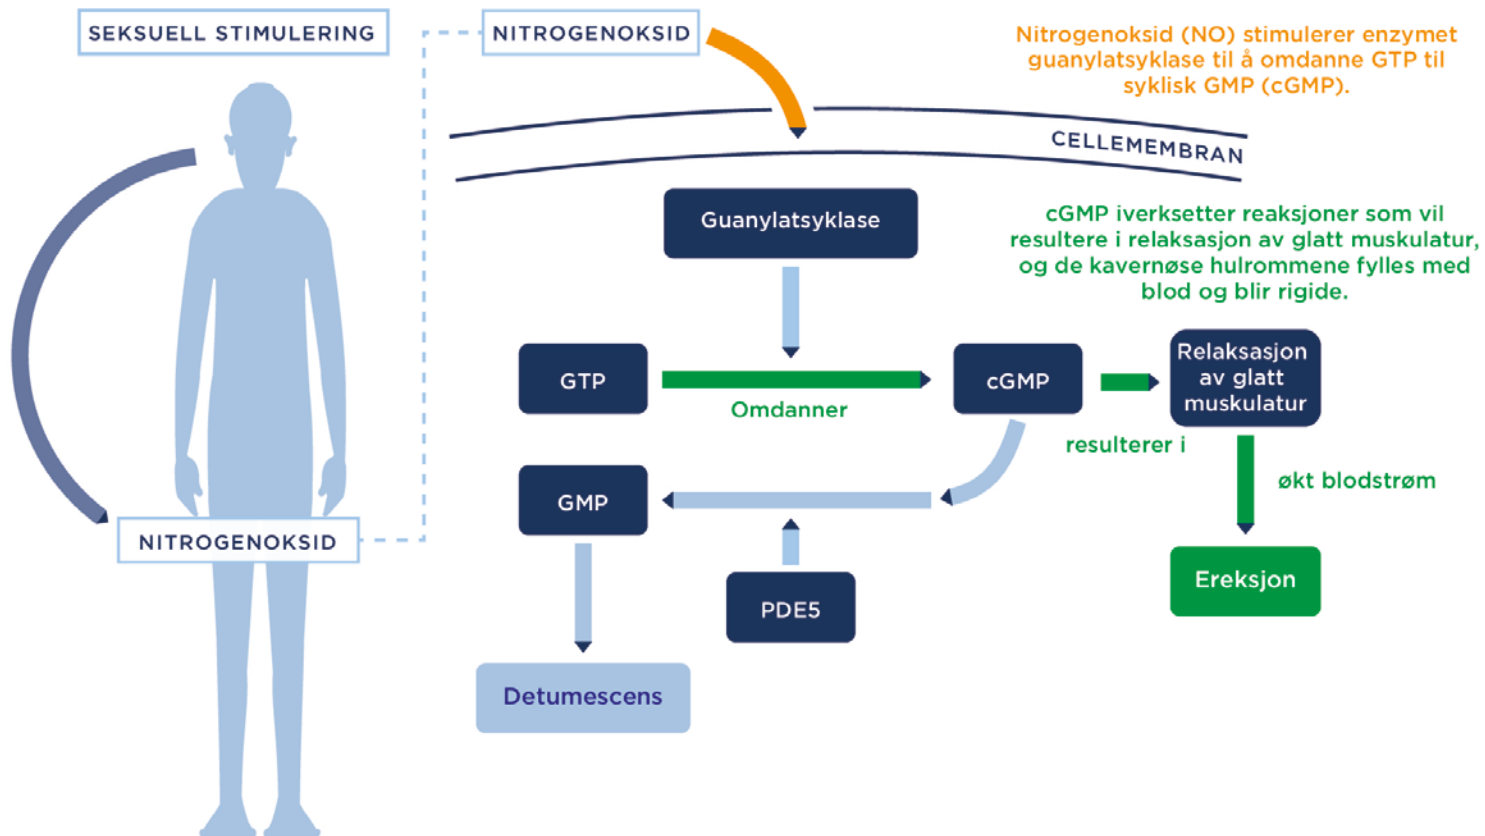 SEKSUELL STIMULERING
NITROGENOKSID
NITROGENOKSID
Nitrogenoksid (NO) stimulerer enzymet
guanylatsyklase til å omdanne GTP til
syklisk GMP (cGMP).
CELLEMEMBRAN
Guanylatsyklase
cGMP iverksetter reaksjoner som vil
resultere i relaksasjon av glatt muskulatur,
og de kavernøse hulrommene fylles med
blod og blir rigide.
GTP
Omdanner
cGMP
resulterer i
Relaksasjon
av glatt
muskulatur
økt blodstrøm
Ereksjon
GMP
PDE5
Detumescens